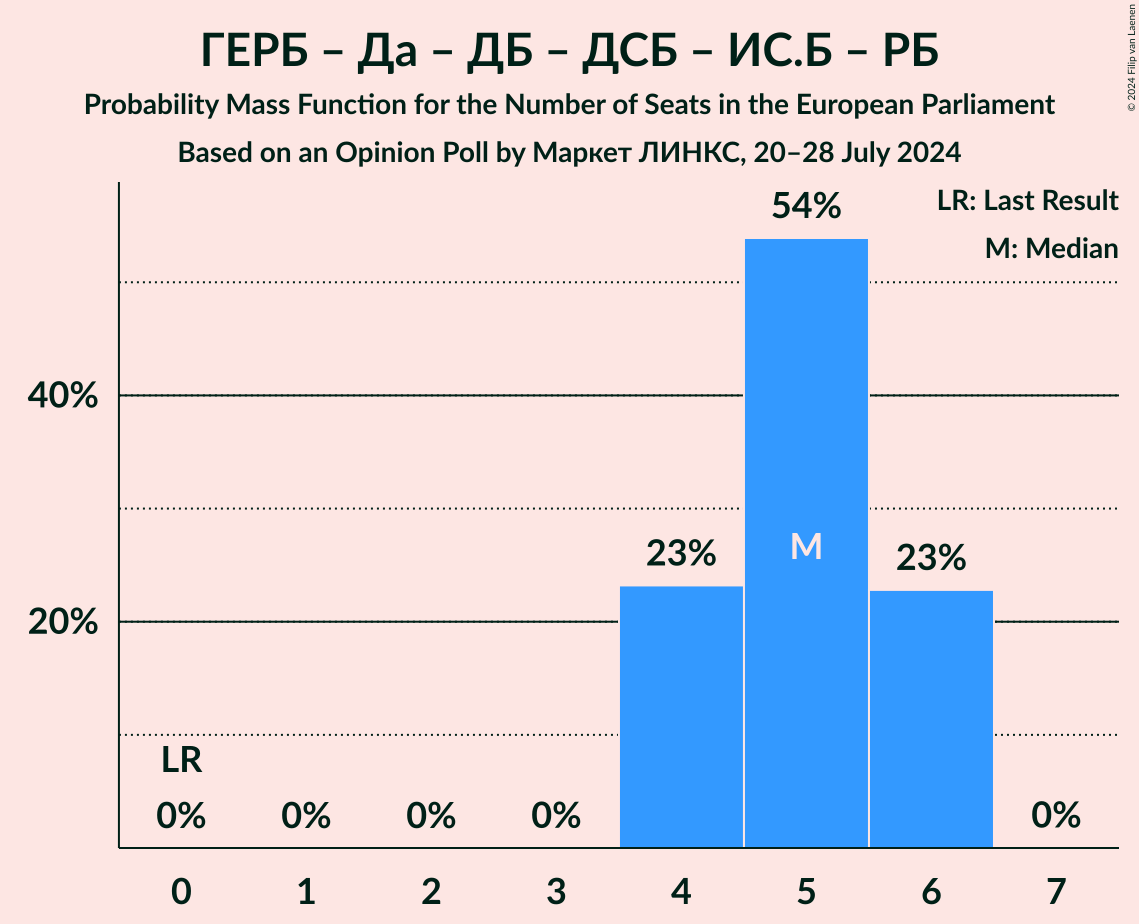 ГЕРБ – Да – ДБ – ДСБ – ИС.Б – РБ
Probability Mass Function for the Number of Seats in the European Parliament
Based on an Opinion Poll by Маркет ЛИНКС, 20–28 July 2024
© 2024 Filip van Laenen
LR: Last Result
M: Median
54%
40%
23%
M
23%
20%
LR
0%
0%
0%
0%
0%
0
1
2
3
4
5
6
7